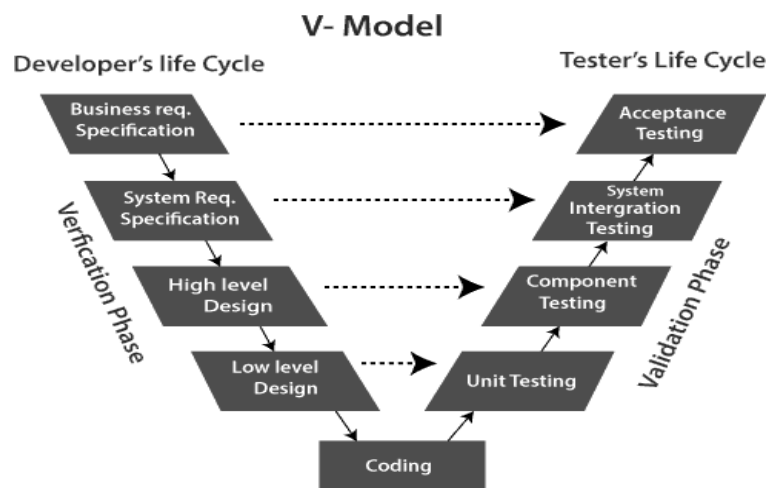 V- Model
Developer's life Cycle
Tester's Life Cycle
Business req.
Specification
Acceptance
Testing
System Req.
Specification
System
Intergration
Testing
Verfication Phase
Validation Phase
High level
Design
Component
Testing
Low level
Design
Unit Testing
Coding